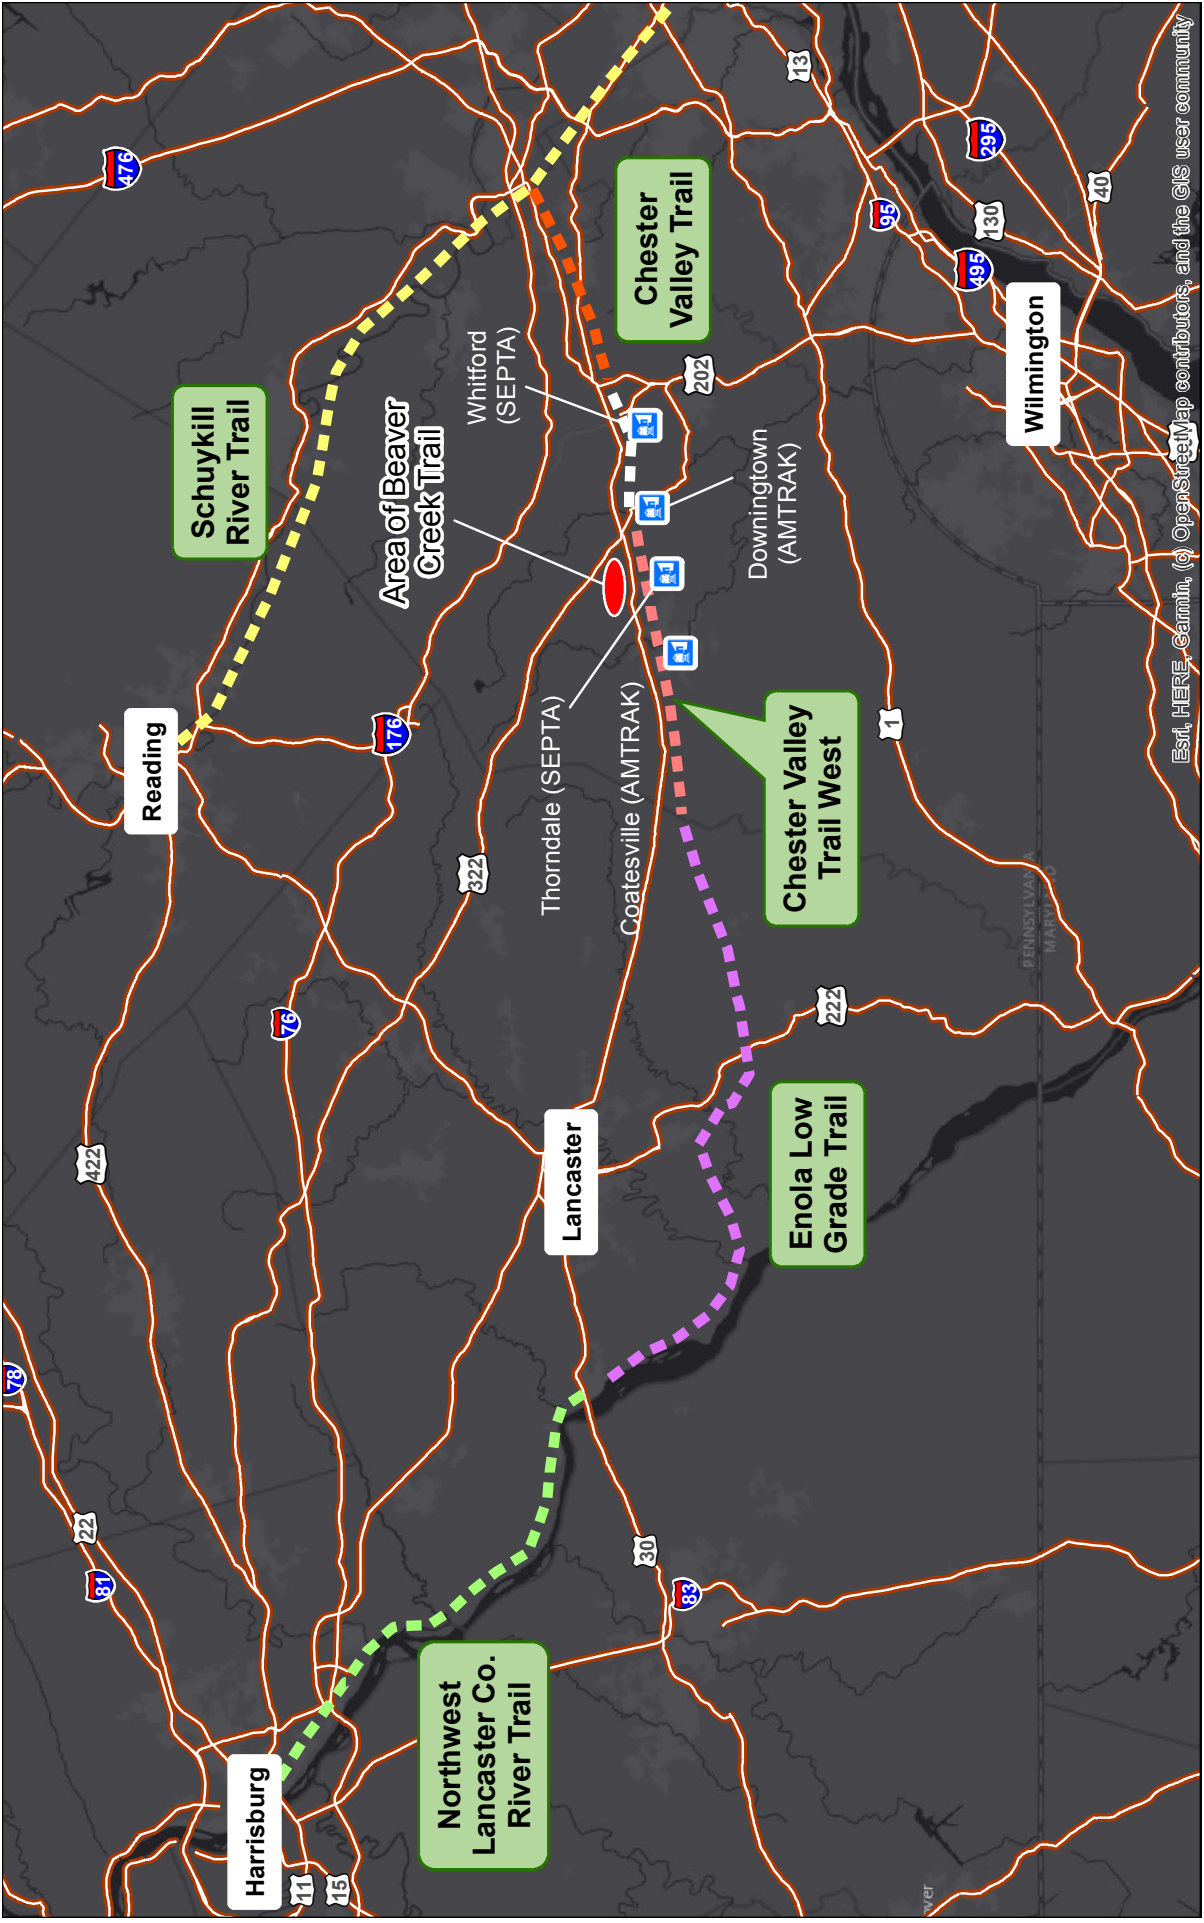 78
81
22
422
Reading
Schuykill
River Trail
476
Harrisburg
11
15
76
176
322
Area of Beaver
Creek Trail
Whitford
(SEPTA)
13
Northwest
Lancaster Co.
River Trail
Lancaster
Thorndale (SEPTA)
Coatesville (AMTRAK)
Downingtown
(AMTRAK)
Chester
Valley Trail
202
30
83
Enola Low
Grade Trail
222
Chester Valley
Trail West
1
95
495
130
295
40
Wilmington
PENNSYLVANIA
MARYLAND
Esri, HERE, Garmin, (c) OpenStreetMap contributors, and the GIS user community